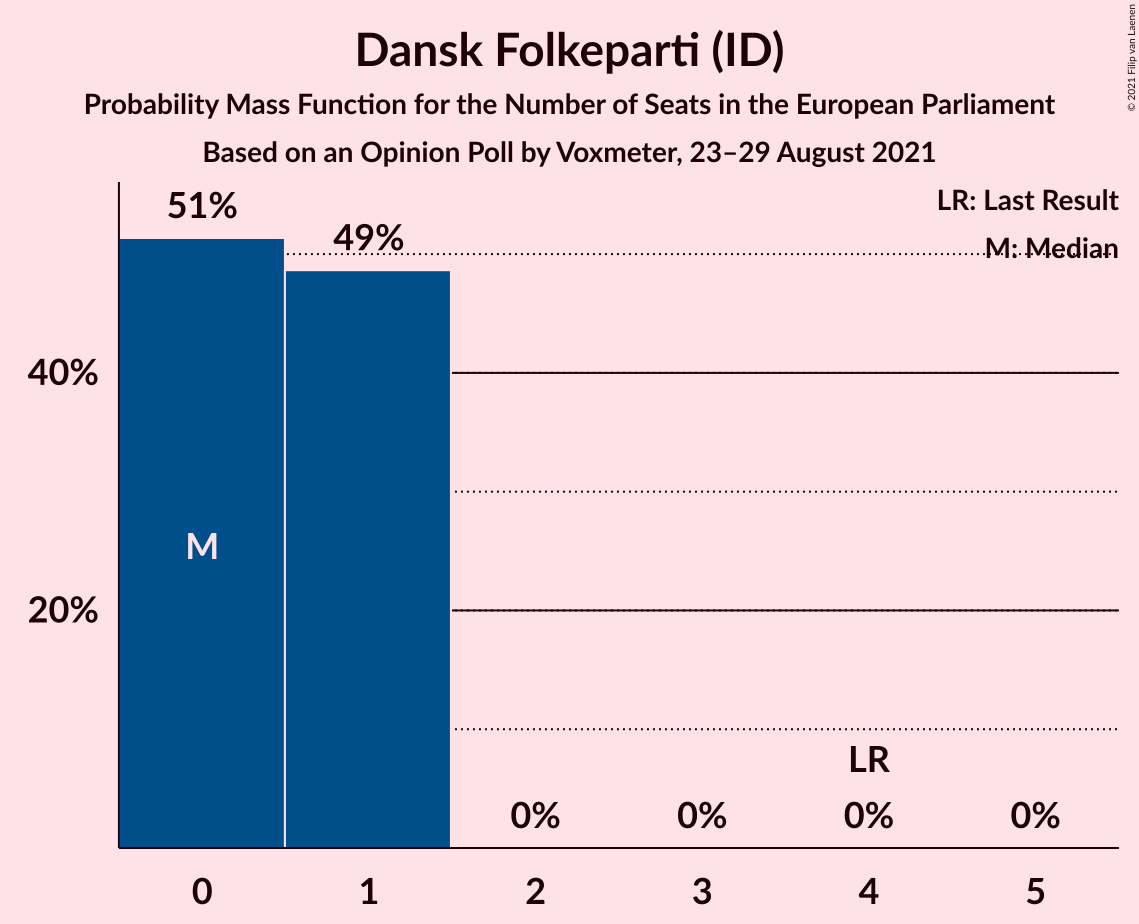 Dansk Folkeparti (ID)
Probability Mass Function for the Number of Seats in the European Parliament
Based on an Opinion Poll by Voxmeter, 23–29 August 2021
© 2021 Filip van Laenen
LR: Last Result
M: Median
51%
49%
40%
20%
M
LR
0%
0%
0%
0%
0
1
2
3
4
5